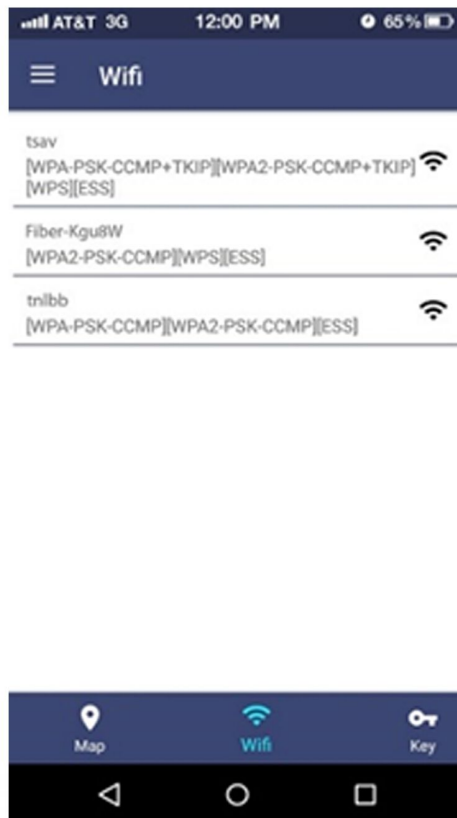 AT&T 3G 12:00 PM 65%
Wifi
tsav
[WPA-PSK-CCMP+TKIP][WPA2-PSK-CCMP+TKIP]
[WPS][ESS]
Fiber-Kgu8W
[WPA2-PSK-CCMP][WPS][ESS]
tnlbb
[WPA-PSK-CCMP][WPA2-PSK-CCMP][ESS]
Map Wifi Key